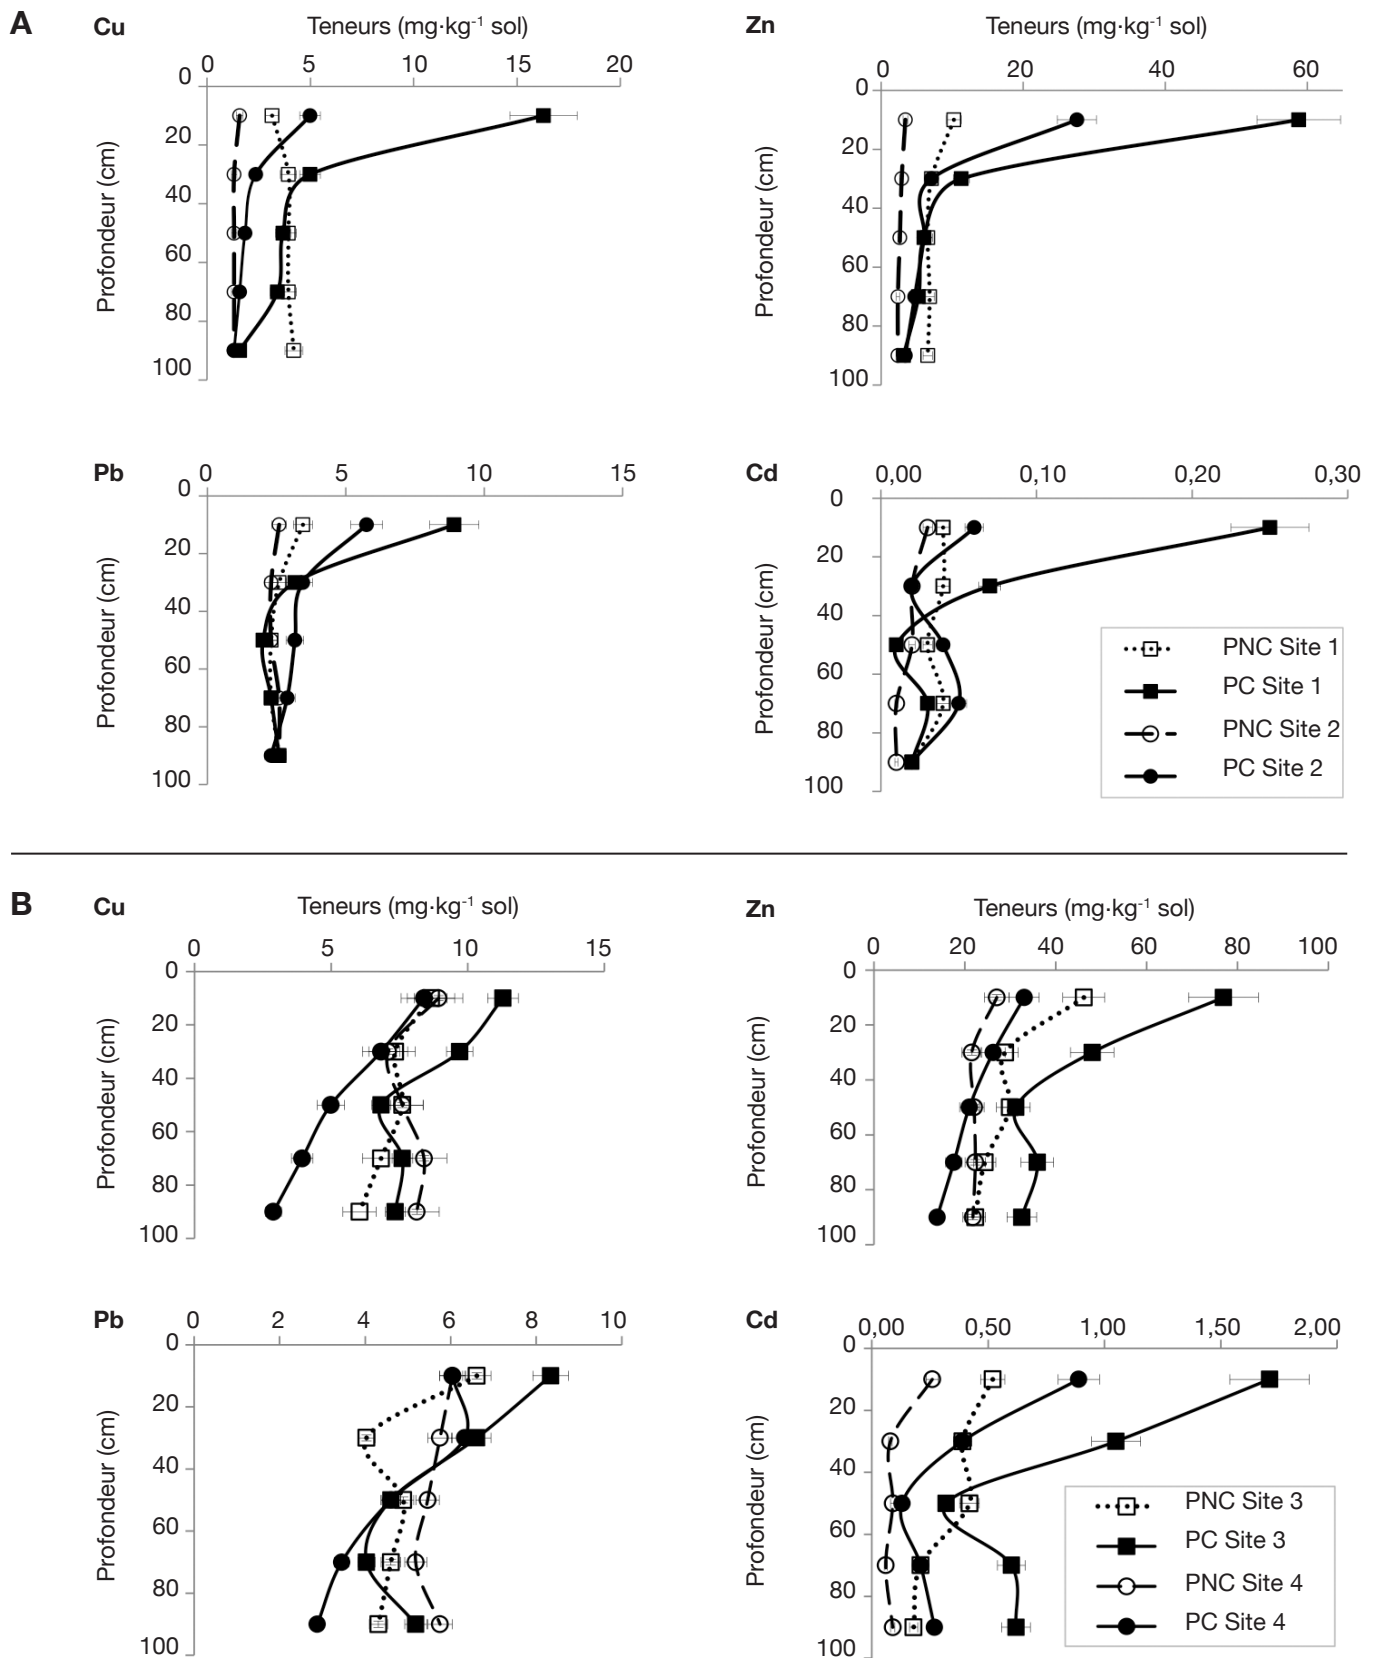 A
Cu Teneurs (mg·kg⁻¹ sol)
0 5 10 15 20
0
20
40
60
80
100
Profondeur (cm)
Zn Teneurs (mg·kg⁻¹ sol)
0 20 40 60
0
20
40
60
80
100
Profondeur (cm)
Pb
0 5 10 15
0
20
40
60
80
100
Profondeur (cm)
Cd
0,00 0,10 0,20 0,30
0
20
40
60
80
100
Profondeur (cm)
PNC Site 1
PC Site 1
PNC Site 2
PC Site 2
B
Cu Teneurs (mg·kg⁻¹ sol)
0 5 10 15
0
20
40
60
80
100
Profondeur (cm)
Zn Teneurs (mg·kg⁻¹ sol)
0 20 40 60 80 100
0
20
40
60
80
100
Profondeur (cm)
Pb
0 2 4 6 8 10
0
20
40
60
80
100
Profondeur (cm)
Cd
0,00 0,50 1,00 1,50 2,00
0
20
40
60
80
100
Profondeur (cm)
PNC Site 3
PC Site 3
PNC Site 4
PC Site 4